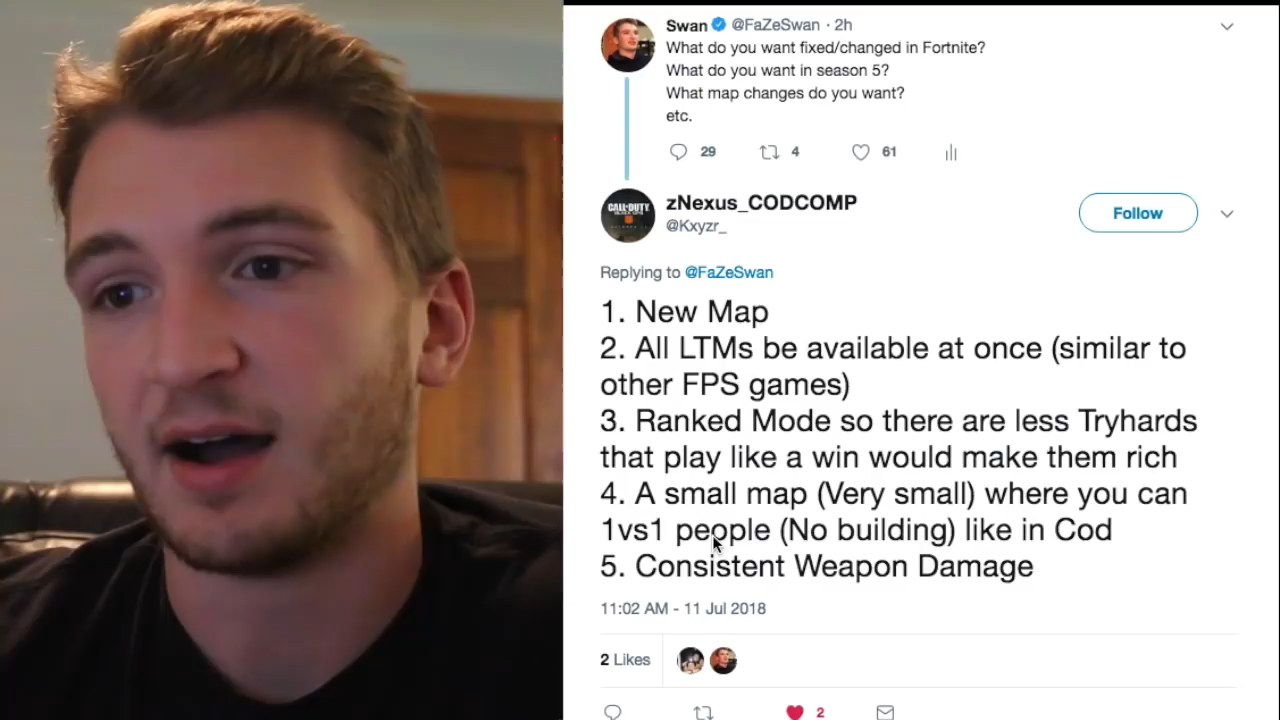 Swan @FaZeSwan · 2h
What do you want fixed/changed in Fortnite?
What do you want in season 5?
What map changes do you want?
etc.
29 4 61
CALL OF DUTY
zNexus_CODCOMP
@Kxyzr_
Follow
Replying to @FaZeSwan
1. New Map
2. All LTMs be available at once (similar to
other FPS games)
3. Ranked Mode so there are less Tryhards
that play like a win would make them rich
4. A small map (Very small) where you can
1vs1 people (No building) like in Cod
5. Consistent Weapon Damage
11:02 AM - 11 Jul 2018
2 Likes
2